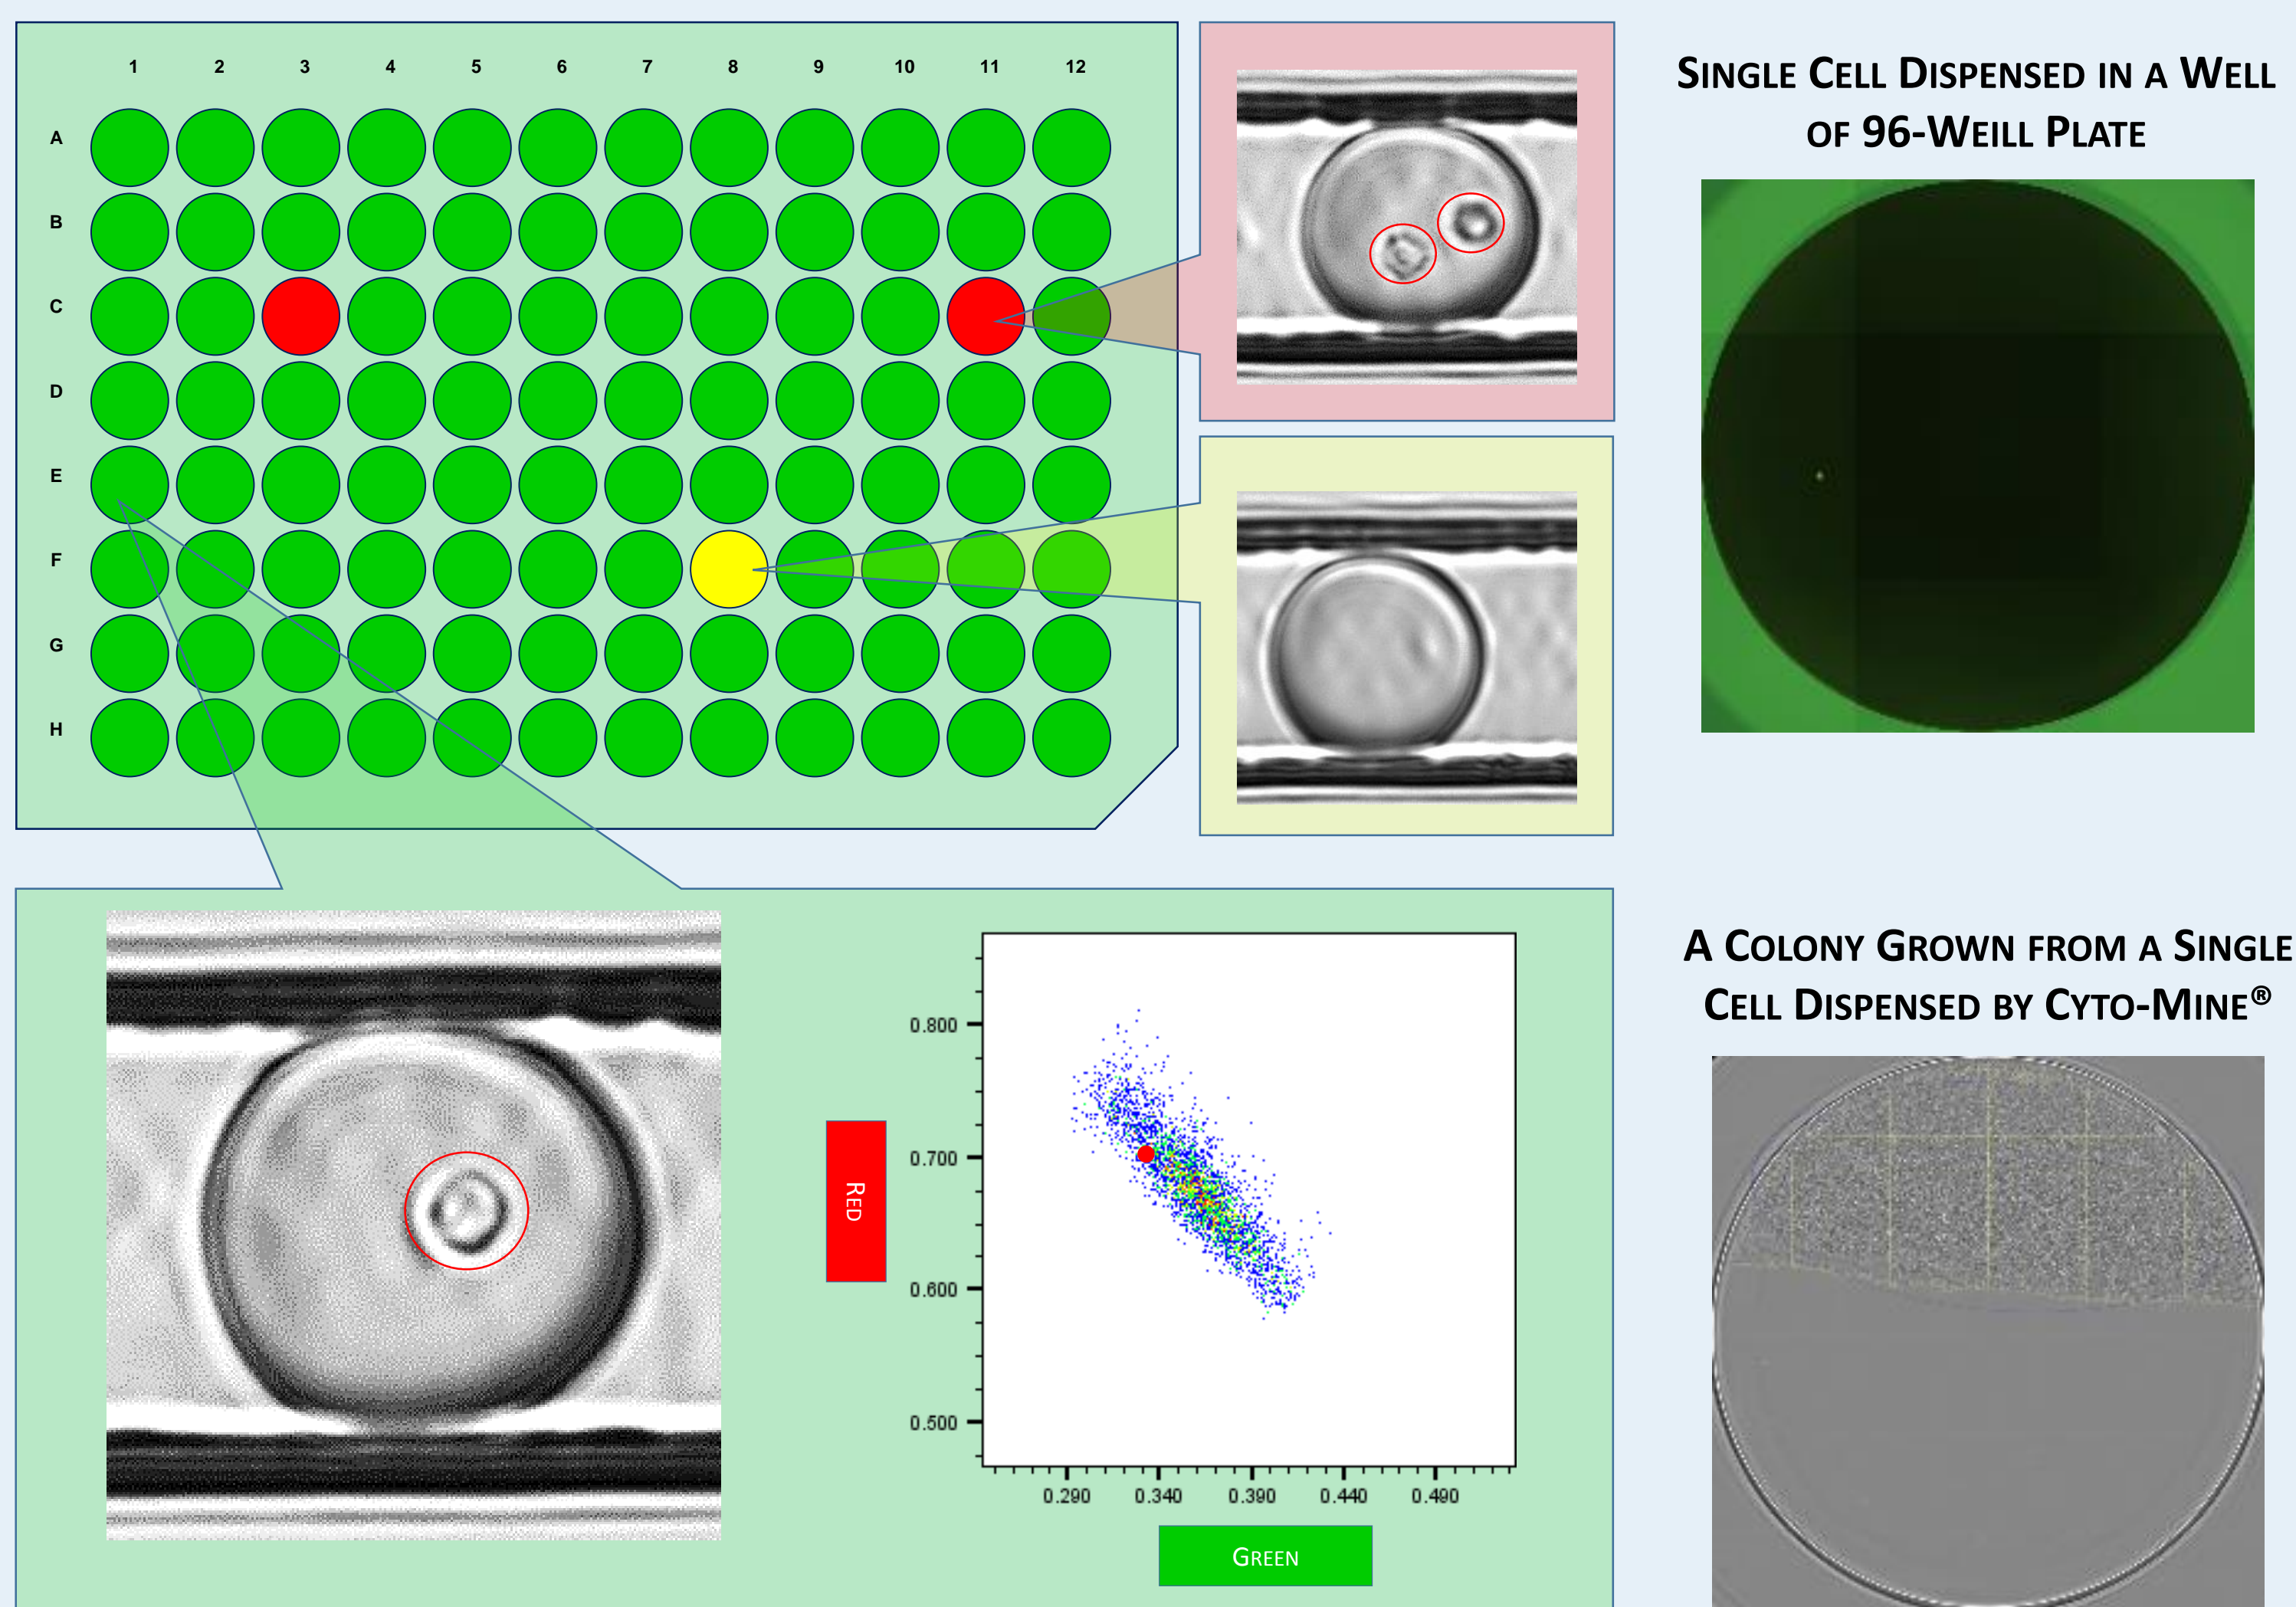 1 2 3 4 5 6 7 8 9 10 11 12
A
B
C
D
E
F
G
H
SINGLE CELL DISPENSED IN A WELL
OF 96-WEILL PLATE
0.800
0.700
0.600
0.500
RED
0.290 0.340 0.390 0.440 0.490
GREEN
A COLONY GROWN FROM A SINGLE
CELL DISPENSED BY CYTO-MINE®